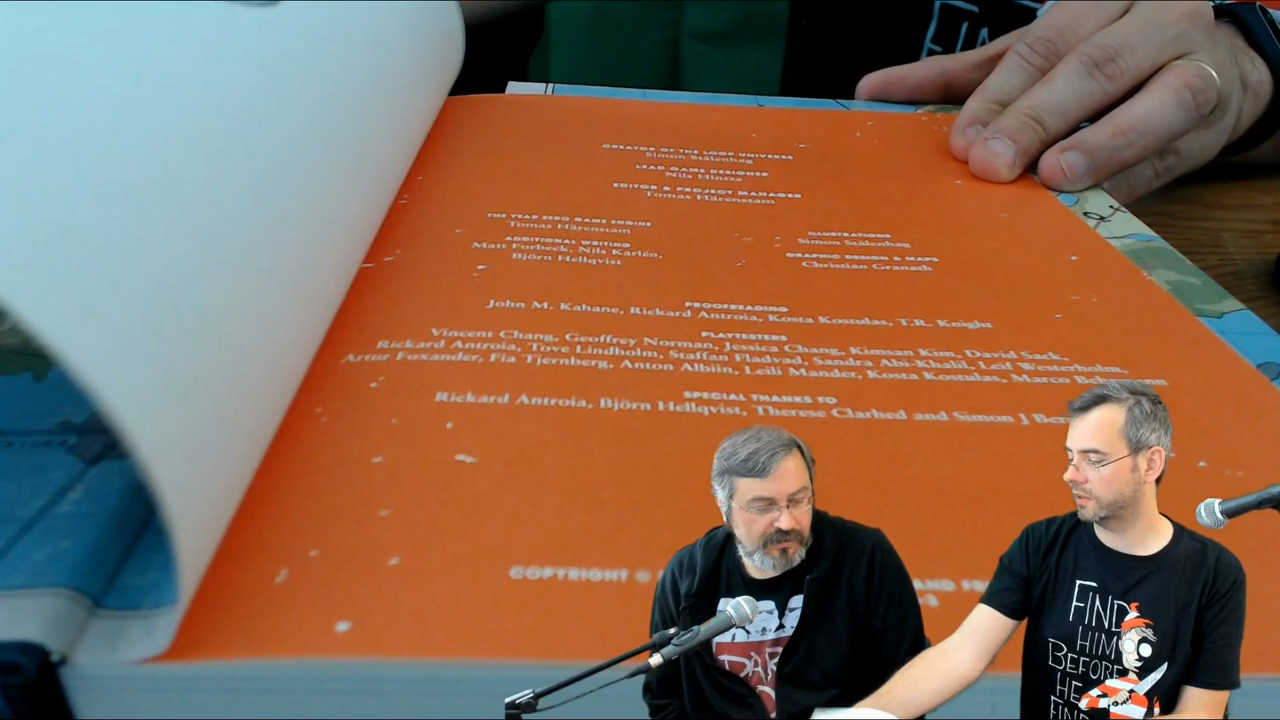 FIN
CREATOR OF THE LOOP UNIVERSE
Simon Stålenhag
LEAD GAME DESIGNER
Nils Hintze
EDITOR & PROJECT MANAGER
Tomas Härenstam
THE YEAR ZERO GAME ENGINE
Tomas Härenstam
ADDITIONAL WRITING
Matt Forbeck, Nils Karlén,
Björn Hellqvist
ILLUSTRATIONS
Simon Stålenhag
GRAPHIC DESIGN & MAPS
Christian Granath
PROOFREADING
John M. Kahane, Rickard Antroia, Kosta Kostulas, T.R. Knight
PLAYTESTERS
Vincent Chang, Geoffrey Norman, Jessica Chang, Kimsan Kim, David Sack,
Rickard Antroia, Tove Lindholm, Staffan Fladvad, Sandra Abi-Khalil, Leif Westerholm,
Artur Foxander, Fia Tjernberg, Anton Albiin, Leili Mander, Kosta Kostulas, Marco
SPECIAL THANKS TO
Rickard Antroia, Björn Hellqvist, Therese Clarhed and Simon J
COPYRIGHT ©
FIND
HIM
BEFORE
HE
FIND